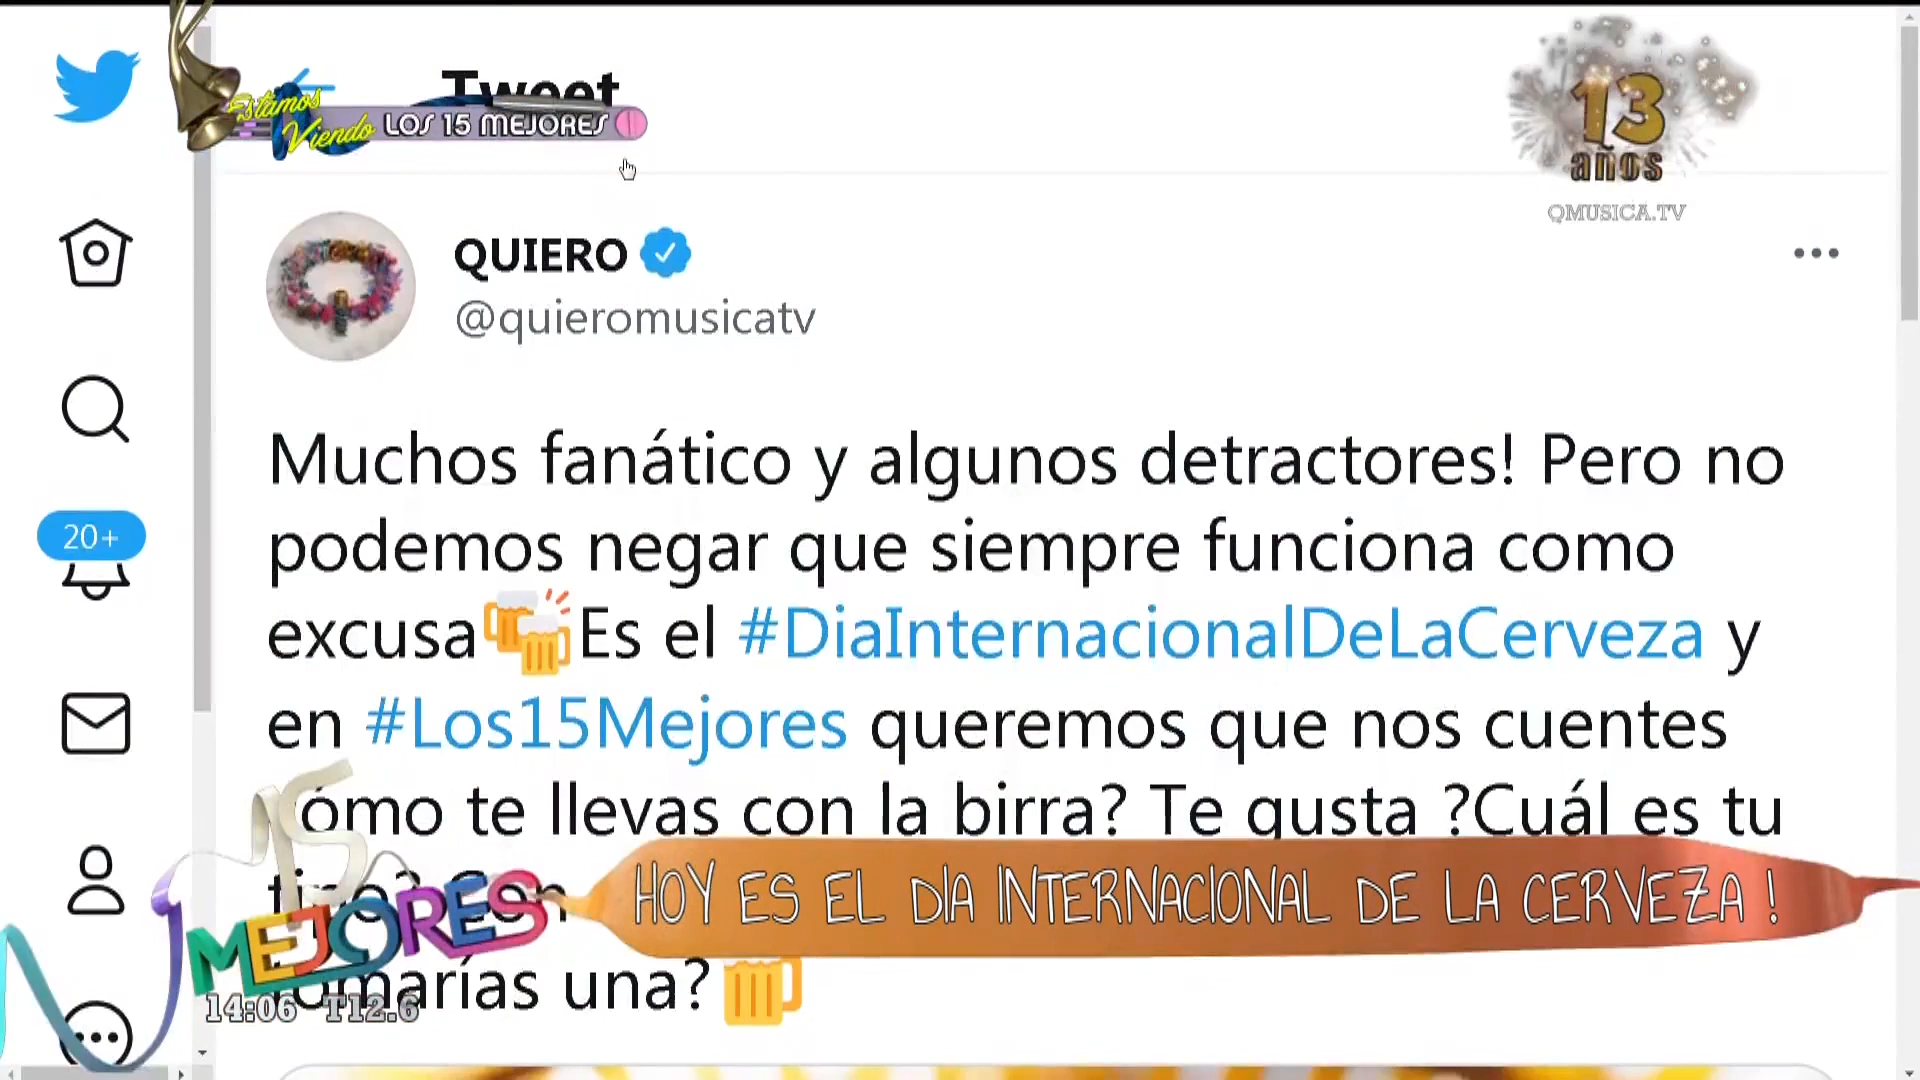 Tweet
Estamos
Viendo LOS 15 MEJORES
13
años
QMUSICA.TV
QUIERO
@quieromusicatv
20+
Muchos fanático y algunos detractores! Pero no
podemos negar que siempre funciona como
excusa🍻Es el #DiaInternacionalDeLaCerveza y
en #Los15Mejores queremos que nos cuentes
ómo te llevas con la birra? Te gusta ?Cuál es tu
15
MEJORES
HOY ES EL DÍA INTERNACIONAL DE LA CERVEZA !
tomarías una?🍺
14:06 T12.6